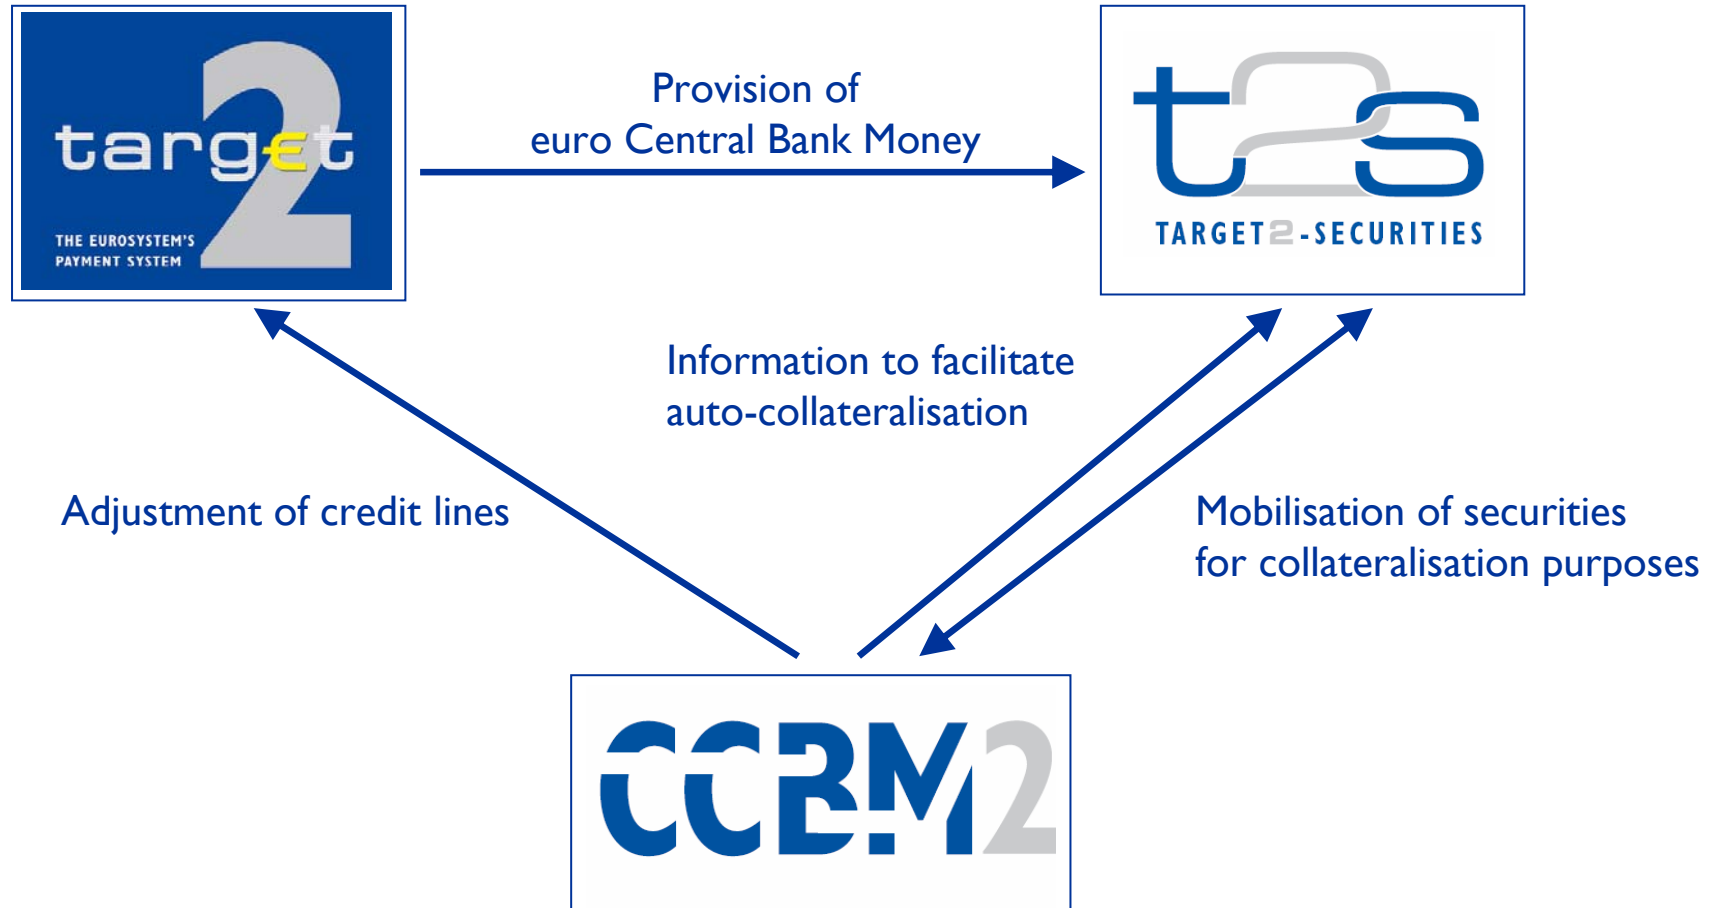 target2
THE EUROSYSTEM'S
PAYMENT SYSTEM
Provision of
euro Central Bank Money
t2s
TARGET2-SECURITIES
Information to facilitate
auto-collateralisation
Adjustment of credit lines
Mobilisation of securities
for collateralisation purposes
CCBM2